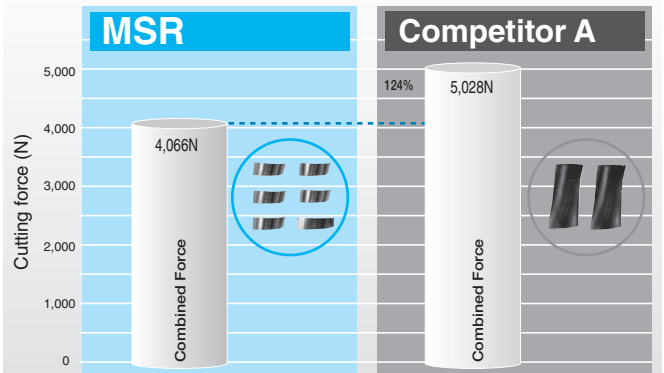 MSR
Competitor A
Cutting force (N)
5,000
4,000
3,000
2,000
1,000
0
4,066N
Combined Force
124%
5,028N
Combined Force